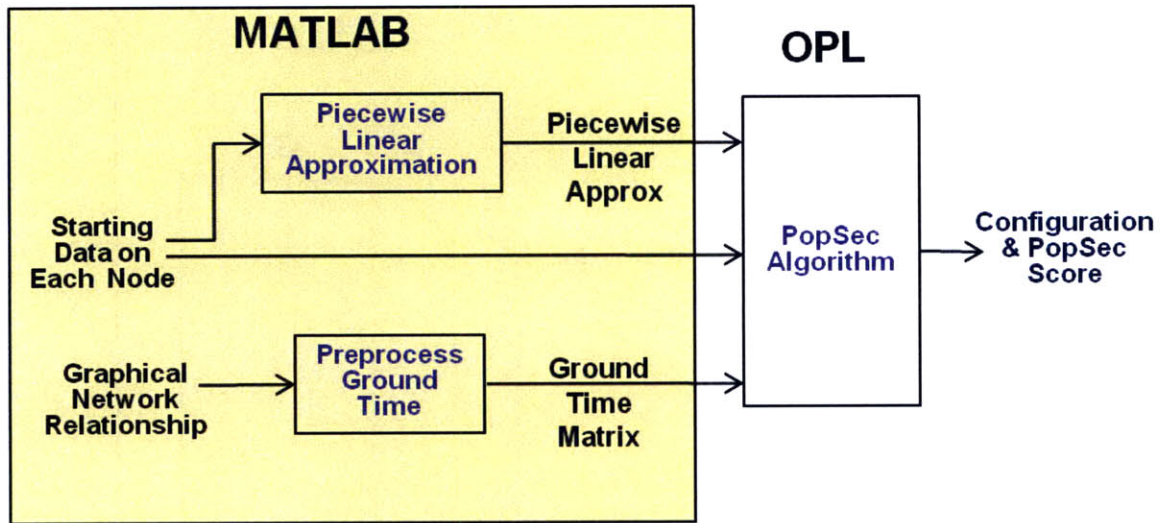 MATLAB
OPL
Piecewise
Linear
Approximation
Piecewise
Linear
Approx
Starting
Data on
Each Node
PopSec
Algorithm
Configuration
& PopSec
Score
Graphical
Network
Relationship
Preprocess
Ground
Time
Ground
Time
Matrix